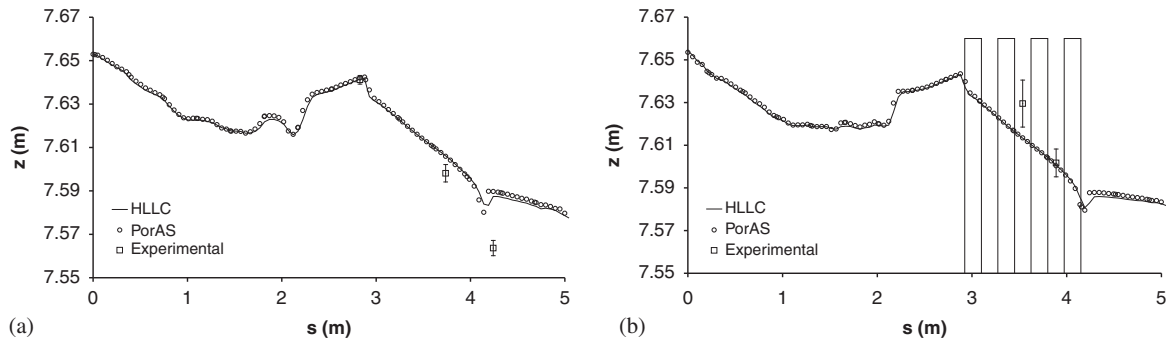 7.67
7.65
7.63
7.61
7.59
7.57
7.55
z (m)
HLLC
PorAS
Experimental
0 1 2 3 4 5
(a)
s (m)
7.67
7.65
7.63
7.61
7.59
7.57
7.55
z (m)
HLLC
PorAS
Experimental
0 1 2 3 4 5
(b)
s (m)